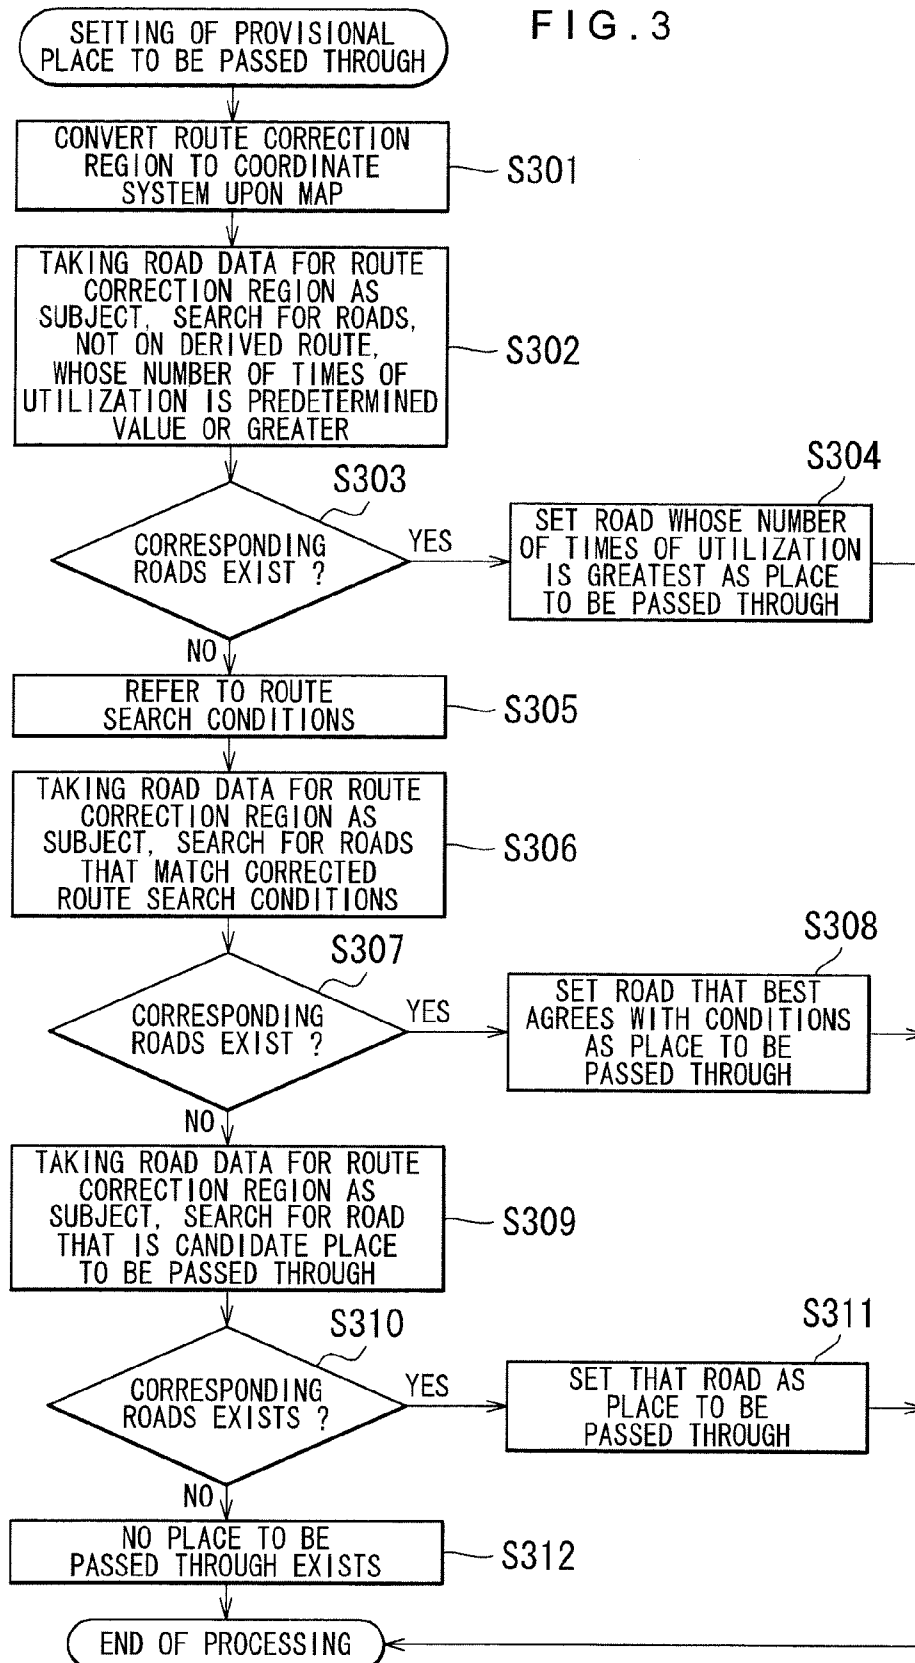 FIG.3
SETTING OF PROVISIONAL
PLACE TO BE PASSED THROUGH
CONVERT ROUTE CORRECTION
REGION TO COORDINATE
SYSTEM UPON MAP
S301
TAKING ROAD DATA FOR ROUTE
CORRECTION REGION AS
SUBJECT, SEARCH FOR ROADS,
NOT ON DERIVED ROUTE,
WHOSE NUMBER OF TIMES OF
UTILIZATION IS PREDETERMINED
VALUE OR GREATER
S302
S303
CORRESPONDING
ROADS EXIST ?
YES
NO
S304
SET ROAD WHOSE NUMBER
OF TIMES OF UTILIZATION
IS GREATEST AS PLACE
TO BE PASSED THROUGH
REFER TO ROUTE
SEARCH CONDITIONS
S305
TAKING ROAD DATA FOR ROUTE
CORRECTION REGION AS
SUBJECT, SEARCH FOR ROADS
THAT MATCH CORRECTED
ROUTE SEARCH CONDITIONS
S306
S307
CORRESPONDING
ROADS EXIST ?
YES
NO
S308
SET ROAD THAT BEST
AGREES WITH CONDITIONS
AS PLACE TO BE
PASSED THROUGH
TAKING ROAD DATA FOR ROUTE
CORRECTION REGION AS
SUBJECT, SEARCH FOR ROAD
THAT IS CANDIDATE PLACE
TO BE PASSED THROUGH
S309
S310
CORRESPONDING
ROADS EXISTS ?
YES
NO
S311
SET THAT ROAD AS
PLACE TO BE
PASSED THROUGH
NO PLACE TO BE
PASSED THROUGH EXISTS
S312
END OF PROCESSING